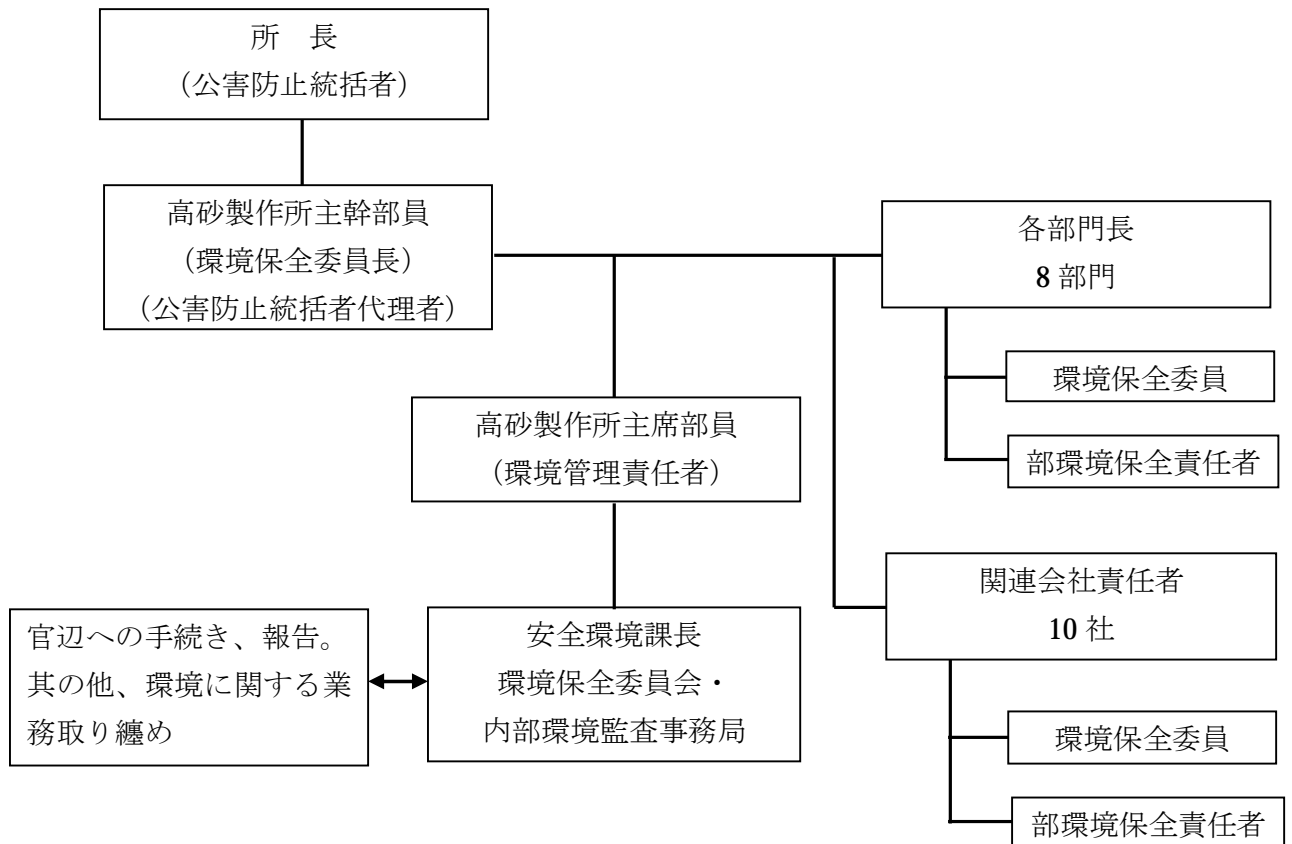 所　長
（公害防止統括者）
高砂製作所主幹部員
（環境保全委員長）
（公害防止統括者代理者）
各部門長
8 部門
環境保全委員
部環境保全責任者
高砂製作所主席部員
（環境管理責任者）
関連会社責任者
10 社
環境保全委員
部環境保全責任者
安全環境課長
環境保全委員会・
内部環境監査事務局
官辺への手続き、報告。
其の他、環境に関する業
務取り纏め